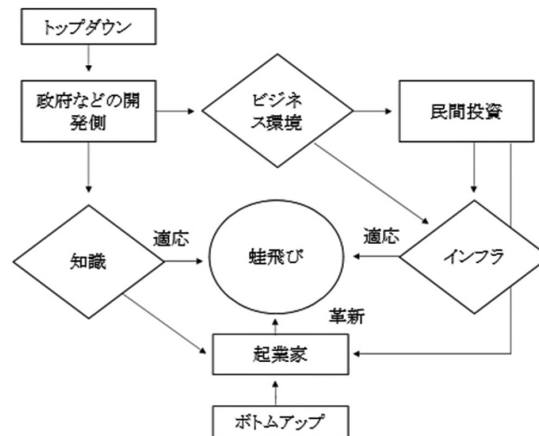 トップダウン
政府などの開
発側
ビジネ
ス環境
民間投資
知識
適応
蛙飛び
適応
インフラ
革新
起業家
ボトムアップ